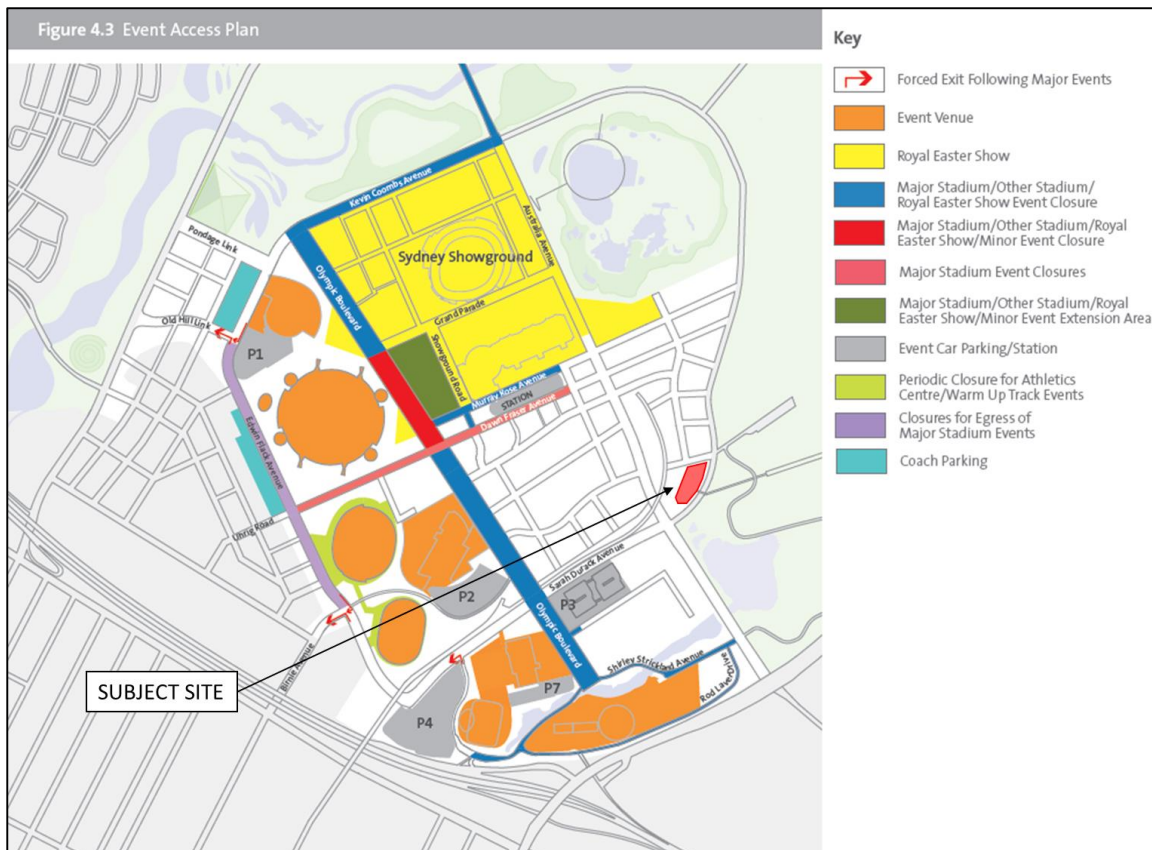 Figure 4.3 Event Access Plan
Key
Forced Exit Following Major Events
Event Venue
Royal Easter Show
Major Stadium/Other Stadium/
Royal Easter Show Event Closure
Major Stadium/Other Stadium/Royal
Easter Show/Minor Event Closure
Major Stadium Event Closures
Major Stadium/Other Stadium/Royal
Easter Show/Minor Event Extension Area
Event Car Parking/Station
Periodic Closure for Athletics
Centre/Warm Up Track Events
Closures for Egress of
Major Stadium Events
Coach Parking
Kevin Coombs Avenue
Australia Avenue
Pondage Link
Olympic Boulevard
Sydney Showground
Grand Parade
Old Hill Link
P1
Showground Road
Murray Rose Avenue
STATION
Dawn Fraser Avenue
Edwin Flack Avenue
Uhrig Road
Sarah Durack Avenue
P2
P3
Olympic Boulevard
Birnie Avenue
Shirley Strickland Avenue
Rod Laver Drive
P7
P4
SUBJECT SITE